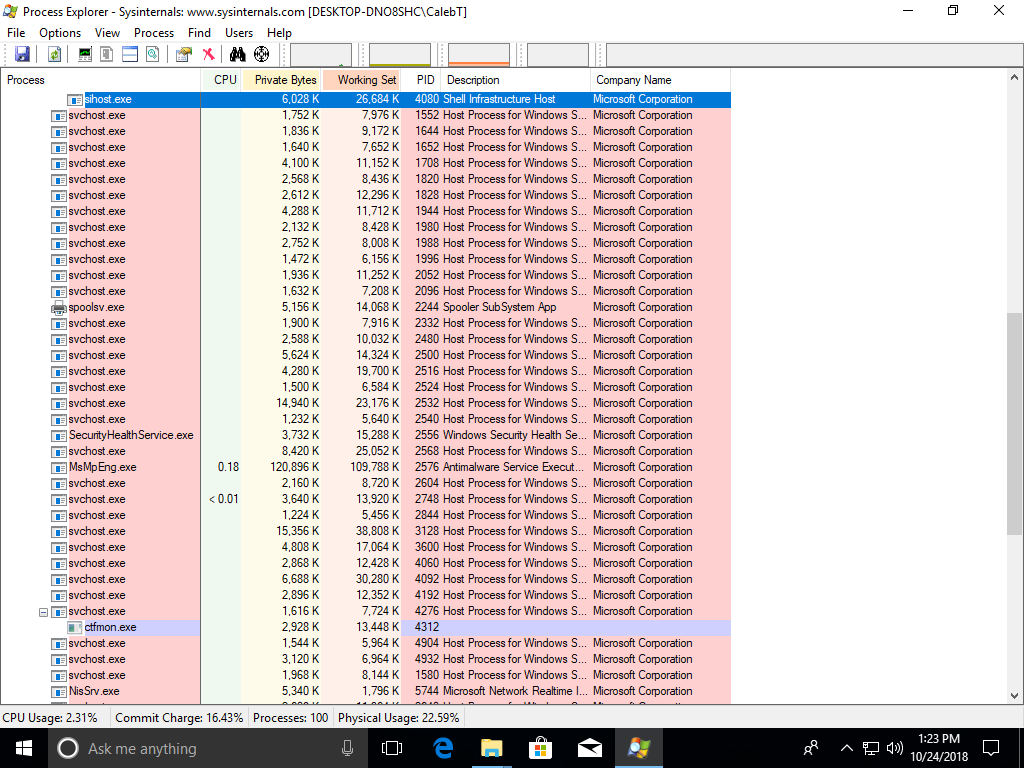 Process Explorer - Sysinternals: www.sysinternals.com [DESKTOP-DNO8SHC\CalebT]
File Options View Process Find Users Help
Process CPU Private Bytes Working Set PID Description Company Name
sihost.exe 6,028 K 26,684 K 4080 Shell Infrastructure Host Microsoft Corporation
svchost.exe 1,752 K 7,976 K 1552 Host Process for Windows S... Microsoft Corporation
svchost.exe 1,836 K 9,172 K 1644 Host Process for Windows S... Microsoft Corporation
svchost.exe 1,640 K 7,652 K 1652 Host Process for Windows S... Microsoft Corporation
svchost.exe 4,100 K 11,152 K 1708 Host Process for Windows S... Microsoft Corporation
svchost.exe 2,568 K 8,436 K 1820 Host Process for Windows S... Microsoft Corporation
svchost.exe 2,612 K 12,296 K 1828 Host Process for Windows S... Microsoft Corporation
svchost.exe 4,288 K 11,712 K 1944 Host Process for Windows S... Microsoft Corporation
svchost.exe 2,132 K 8,428 K 1980 Host Process for Windows S... Microsoft Corporation
svchost.exe 2,752 K 8,008 K 1988 Host Process for Windows S... Microsoft Corporation
svchost.exe 1,472 K 6,156 K 1996 Host Process for Windows S... Microsoft Corporation
svchost.exe 1,936 K 11,252 K 2052 Host Process for Windows S... Microsoft Corporation
svchost.exe 1,632 K 7,208 K 2096 Host Process for Windows S... Microsoft Corporation
spoolsv.exe 5,156 K 14,068 K 2244 Spooler SubSystem App Microsoft Corporation
svchost.exe 1,900 K 7,916 K 2332 Host Process for Windows S... Microsoft Corporation
svchost.exe 2,588 K 10,032 K 2480 Host Process for Windows S... Microsoft Corporation
svchost.exe 5,624 K 14,324 K 2500 Host Process for Windows S... Microsoft Corporation
svchost.exe 4,280 K 19,700 K 2516 Host Process for Windows S... Microsoft Corporation
svchost.exe 1,500 K 6,584 K 2524 Host Process for Windows S... Microsoft Corporation
svchost.exe 14,940 K 23,176 K 2532 Host Process for Windows S... Microsoft Corporation
svchost.exe 1,232 K 5,640 K 2540 Host Process for Windows S... Microsoft Corporation
SecurityHealthService.exe 3,732 K 15,288 K 2556 Windows Security Health Se... Microsoft Corporation
svchost.exe 8,420 K 25,052 K 2568 Host Process for Windows S... Microsoft Corporation
MsMpEng.exe 0.18 120,896 K 109,788 K 2576 Antimalware Service Execut... Microsoft Corporation
svchost.exe 2,160 K 8,720 K 2604 Host Process for Windows S... Microsoft Corporation
svchost.exe < 0.01 3,640 K 13,920 K 2748 Host Process for Windows S... Microsoft Corporation
svchost.exe 1,224 K 5,456 K 2844 Host Process for Windows S... Microsoft Corporation
svchost.exe 15,356 K 38,808 K 3128 Host Process for Windows S... Microsoft Corporation
svchost.exe 4,808 K 17,064 K 3600 Host Process for Windows S... Microsoft Corporation
svchost.exe 2,868 K 12,428 K 4060 Host Process for Windows S... Microsoft Corporation
svchost.exe 6,688 K 30,280 K 4092 Host Process for Windows S... Microsoft Corporation
svchost.exe 2,896 K 12,352 K 4192 Host Process for Windows S... Microsoft Corporation
svchost.exe 1,616 K 7,724 K 4276 Host Process for Windows S... Microsoft Corporation
ctfmon.exe 2,928 K 13,448 K 4312
svchost.exe 1,544 K 5,964 K 4904 Host Process for Windows S... Microsoft Corporation
svchost.exe 3,120 K 6,964 K 4932 Host Process for Windows S... Microsoft Corporation
svchost.exe 1,968 K 8,144 K 1580 Host Process for Windows S... Microsoft Corporation
NisSrv.exe 5,340 K 1,796 K 5744 Microsoft Network Realtime I... Microsoft Corporation
CPU Usage: 2.31% Commit Charge: 16.43% Processes: 100 Physical Usage: 22.59%
Ask me anything
1:23 PM
10/24/2018